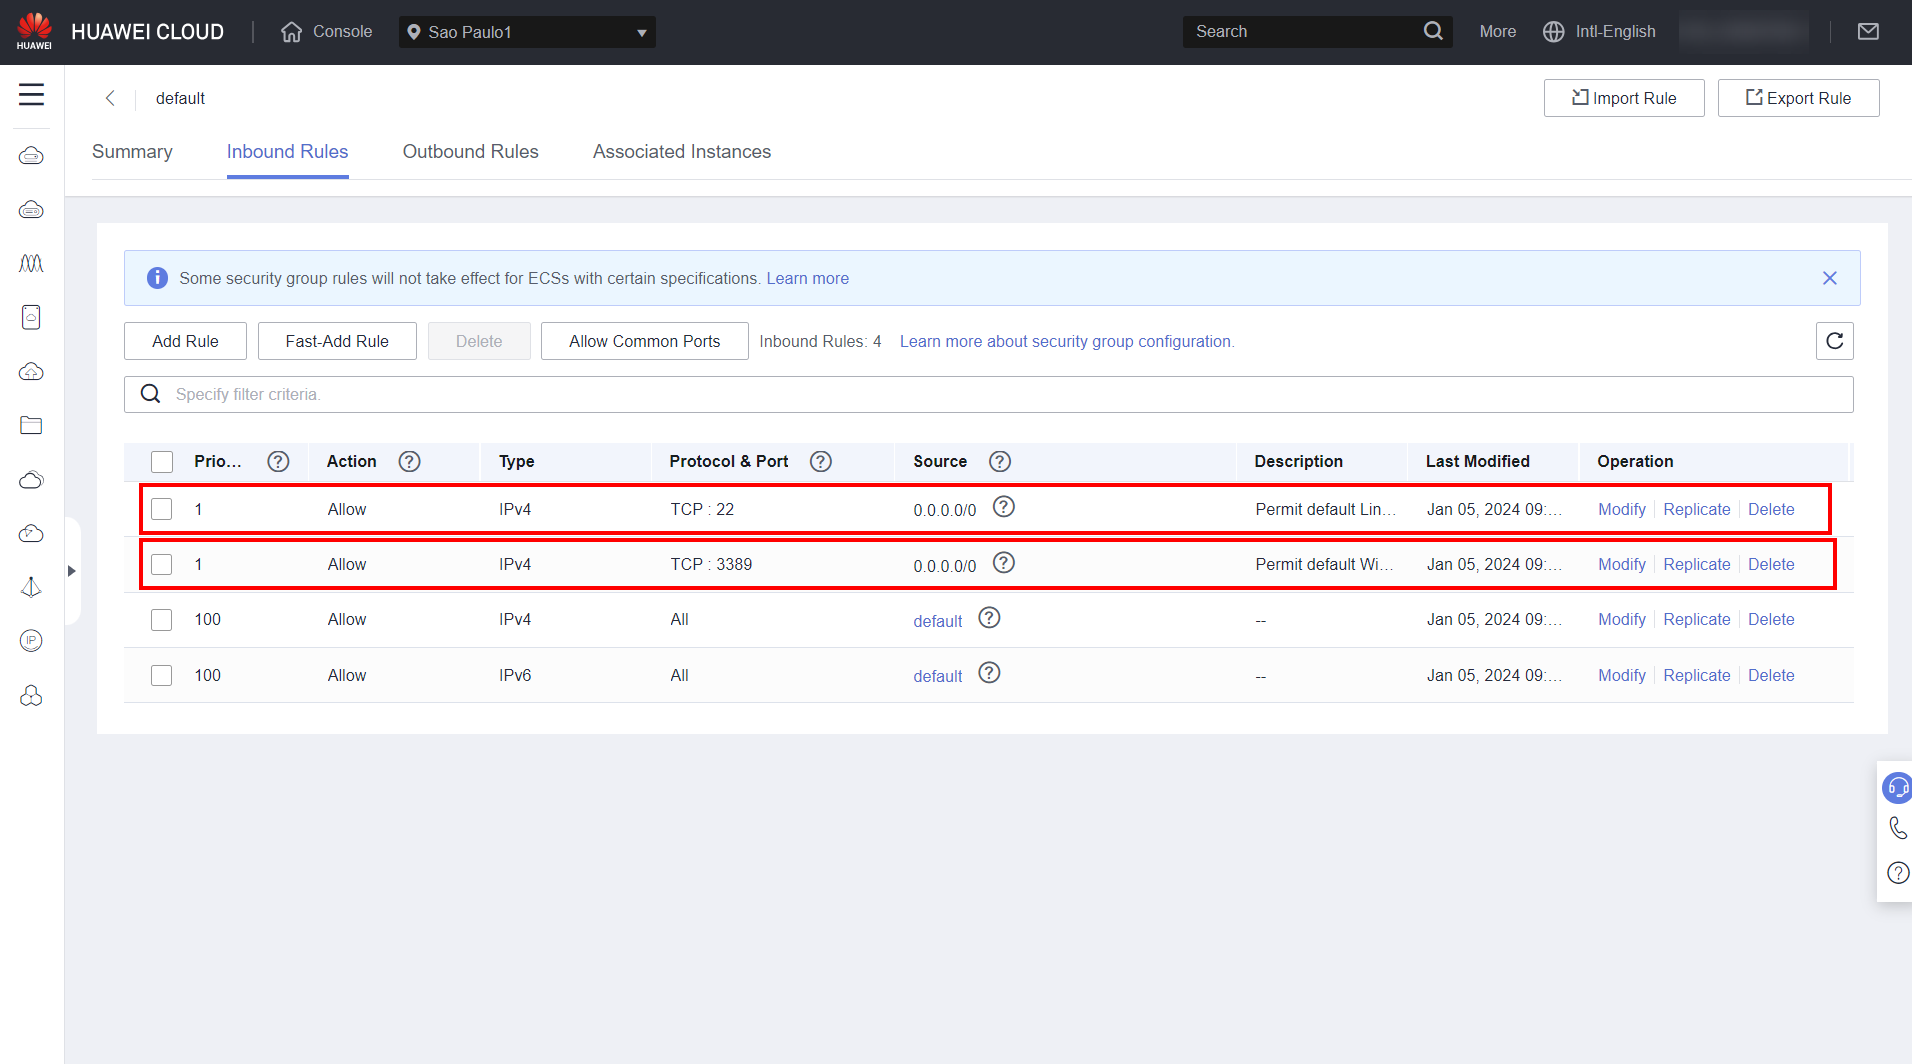 HUAWEI HUAWEI CLOUD Console Sao Paulo1 Search More Intl-English
default Import Rule Export Rule
Summary Inbound Rules Outbound Rules Associated Instances
Some security group rules will not take effect for ECSs with certain specifications. Learn more
Add Rule Fast-Add Rule Delete Allow Common Ports Inbound Rules: 4 Learn more about security group configuration.
Specify filter criteria.
Prio... Action Type Protocol & Port Source Description Last Modified Operation
1 Allow IPv4 TCP : 22 0.0.0.0/0 Permit default Lin... Jan 05, 2024 09:... Modify Replicate Delete
1 Allow IPv4 TCP : 3389 0.0.0.0/0 Permit default Wi... Jan 05, 2024 09:... Modify Replicate Delete
100 Allow IPv4 All default -- Jan 05, 2024 09:... Modify Replicate Delete
100 Allow IPv6 All default -- Jan 05, 2024 09:... Modify Replicate Delete
IP